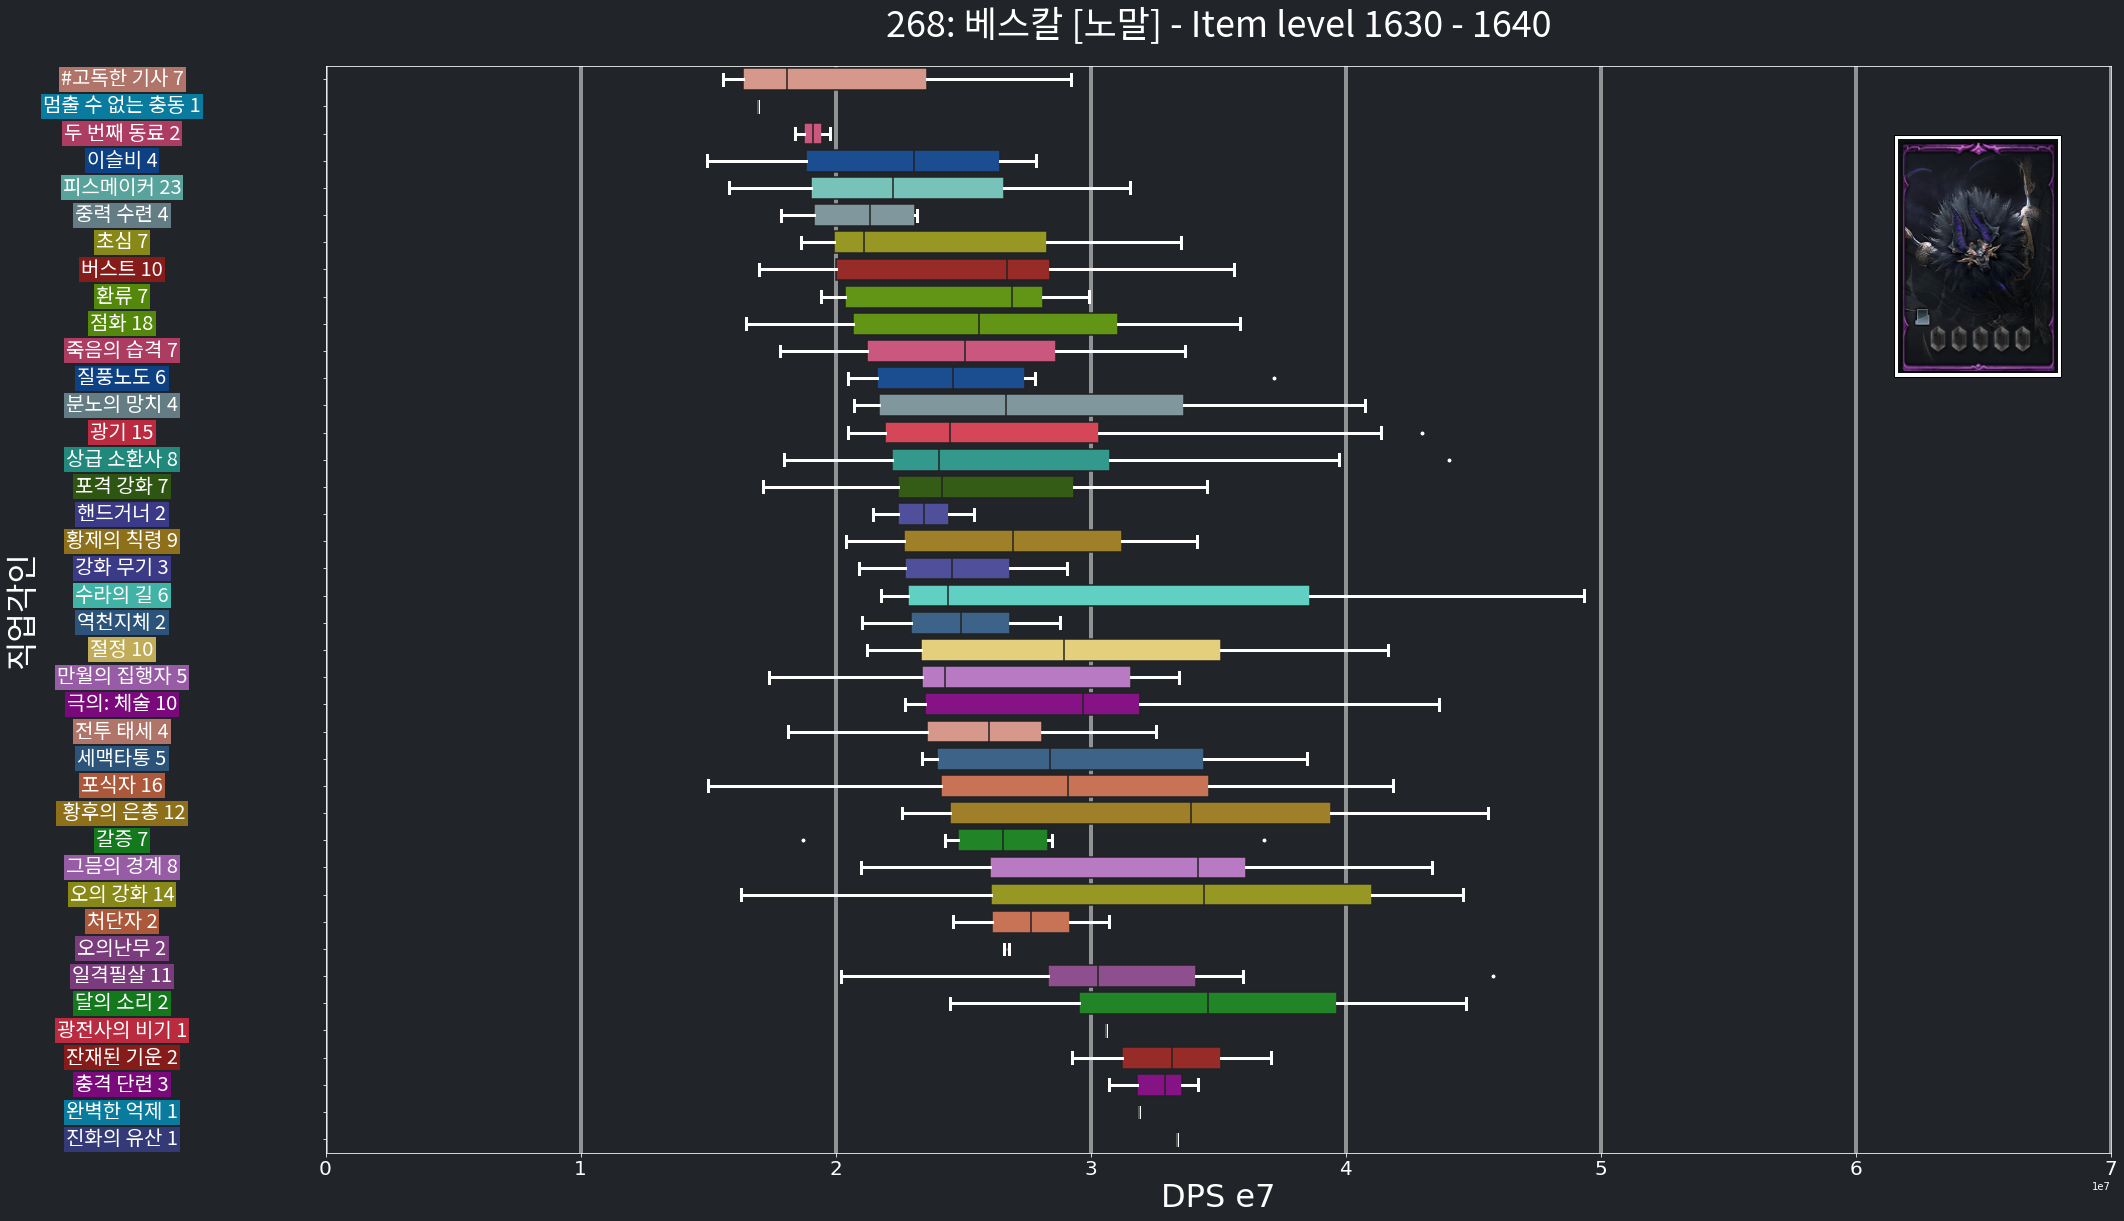 268: 베스칼 [노말] - Item level 1630 - 1640
#고독한 기사 7
멈출 수 없는 충동 1
두 번째 동료 2
이슬비 4
피스메이커 23
중력 수련 4
초심 7
버스트 10
환류 7
점화 18
죽음의 습격 7
질풍노도 6
분노의 망치 4
광기 15
상급 소환사 8
포격 강화 7
핸드거너 2
황제의 칙령 9
강화 무기 3
수라의 길 6
역천지체 2
절정 10
만월의 집행자 5
극의: 체술 10
전투 태세 4
세맥타통 5
포식자 16
황후의 은총 12
갈증 7
그믐의 경계 8
오의 강화 14
처단자 2
오의난무 2
일격필살 11
달의 소리 2
광전사의 비기 1
잔재된 기운 2
충격 단련 3
완벽한 억제 1
진화의 유산 1
직업각인
0 1 2 3 4 5 6 7
1e7
DPS e7